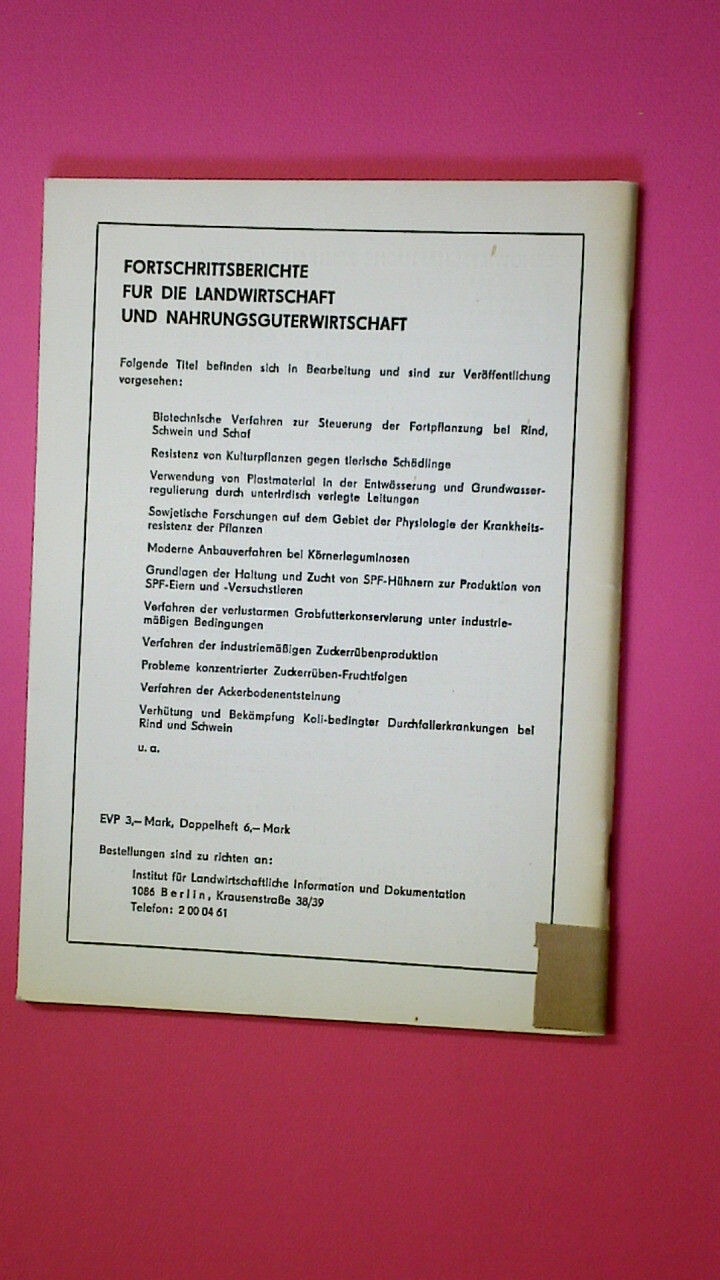 FORTSCHRITTSBERICHTE
FUR DIE LANDWIRTSCHAFT
UND NAHRUNGSGUTERWIRTSCHAFT
Folgende Titel befinden sich in Bearbeitung und sind zur Veröffentlichung
vorgesehen:
Biotechnische Verfahren zur Steuerung der Fortpflanzung bei Rind,
Schwein und Schaf
Resistenz von Kulturpflanzen gegen tierische Schädlinge
Verwendung von Plastmaterial in der Entwässerung und Grundwasser-
regulierung durch unterirdisch verlegte Leitungen
Sowjetische Forschungen auf dem Gebiet der Physiologie der Krankheits-
resistenz der Pflanzen
Moderne Anbauverfahren bei Körnerleguminosen
Grundlagen der Haltung und Zucht von SPF-Hühnern zur Produktion von
SPF-Eiern und -Versuchstieren
Verfahren der verlustarmen Grobfutterkonservierung unter industrie-
mäßigen Bedingungen
Verfahren der industriemäßigen Zuckerrübenproduktion
Probleme konzentrierter Zuckerrüben-Fruchtfolgen
Verfahren der Ackerbodenentsteinung
Verhütung und Bekämpfung Koli-bedingter Durchfallerkrankungen bei
Rind und Schwein
u. a.
EVP 3,– Mark, Doppelheft 6,– Mark
Bestellungen sind zu richten an:
Institut für Landwirtschaftliche Information und Dokumentation
1086 Berlin, Krausenstraße 38/39
Telefon: 2 00 04 61